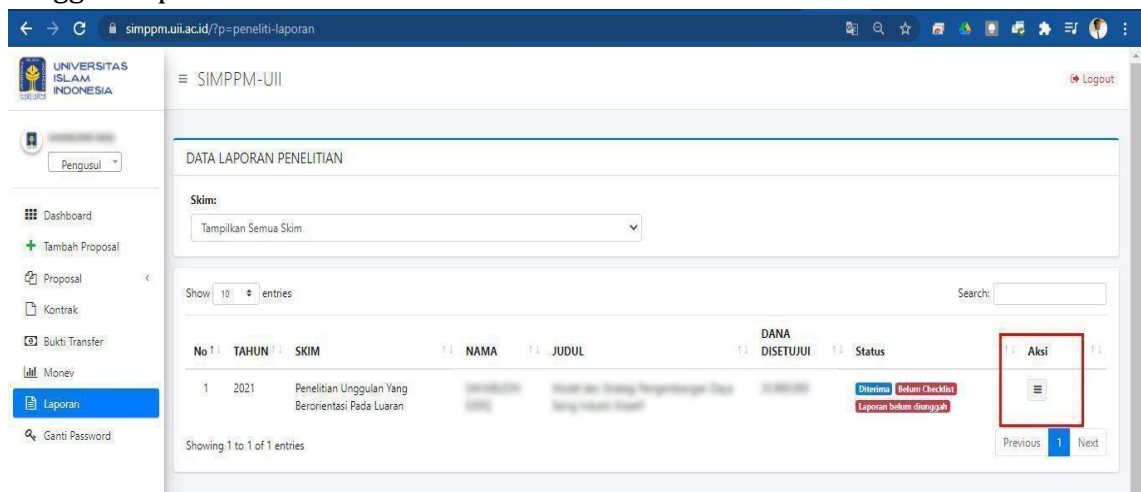 simppm.uii.ac.id/?p=peneliti-laporan
UNIVERSITAS
ISLAM
INDONESIA
≡ SIMPPM-UII
Logout
Pengusul
DATA LAPORAN PENELITIAN
Skim:
Tampilkan Semua Skim
Dashboard
Tambah Proposal
Proposal
Kontrak
Bukti Transfer
Monev
Laporan
Ganti Password
Show 10 entries
Search:
No TAHUN SKIM NAMA JUDUL DANA DISETUJUI Status Aksi
1 2021 Penelitian Unggulan Yang
Berorientasi Pada Luaran
Diterima Belum Checklist
Laporan belum diunggah
Showing 1 to 1 of 1 entries
Previous 1 Next